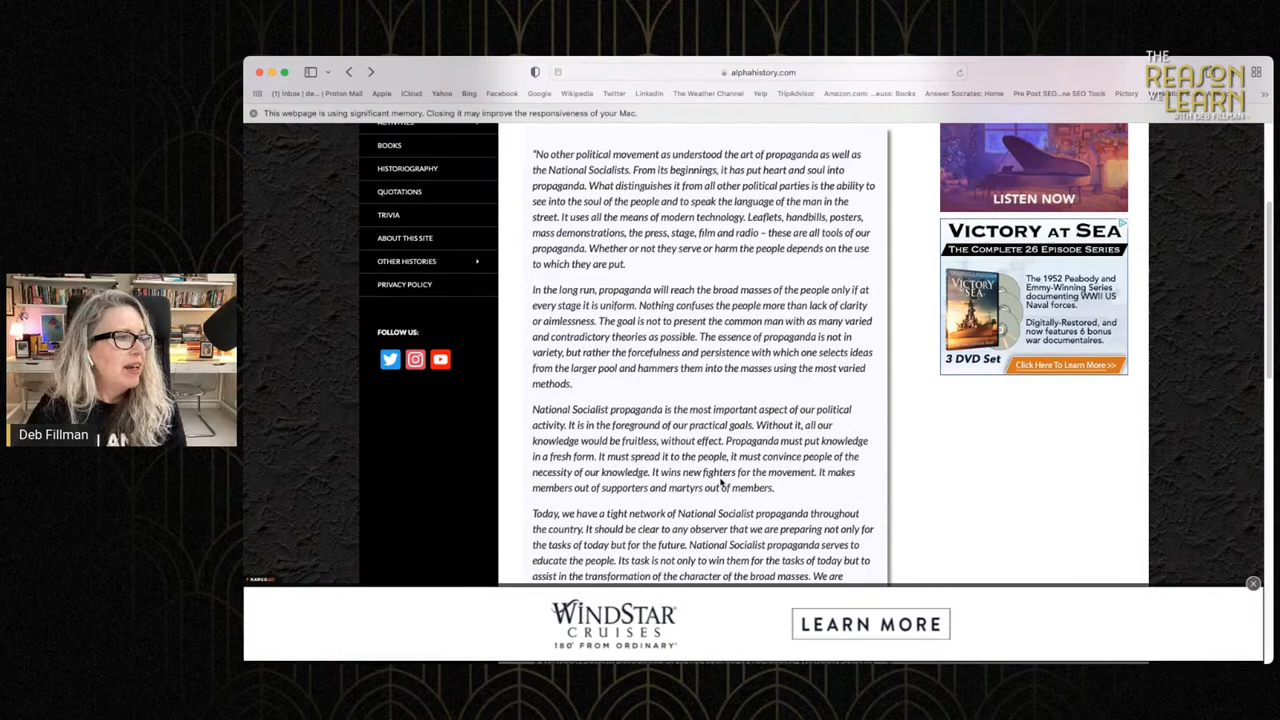 THE
REASON
WE
LEARN
WITH DEB FILLMAN
alphahistory.com
(1) Inbox | de... | Proton Mail
Apple
iCloud
Yahoo
Bing
Facebook
Google
Wikipedia
Twitter
LinkedIn
The Weather Channel
Yelp
TripAdvisor
Amazon.com: ...euss: Books
Answer Socrates: Home
Pre Post SEO...ne SEO Tools
Pictory
This webpage is using significant memory. Closing it may improve the responsiveness of your Mac.
BOOKS
HISTORIOGRAPHY
QUOTATIONS
TRIVIA
ABOUT THIS SITE
OTHER HISTORIES
PRIVACY POLICY
FOLLOW US:
“No other political movement as understood the art of propaganda as well as
the National Socialists. From its beginnings, it has put heart and soul into
propaganda. What distinguishes it from all other political parties is the ability to
see into the soul of the people and to speak the language of the man in the
street. It uses all the means of modern technology. Leaflets, handbills, posters,
mass demonstrations, the press, stage, film and radio – these are all tools of our
propaganda. Whether or not they serve or harm the people depends on the use
to which they are put.
In the long run, propaganda will reach the broad masses of the people only if at
every stage it is uniform. Nothing confuses the people more than lack of clarity
or aimlessness. The goal is not to present the common man with as many varied
and contradictory theories as possible. The essence of propaganda is not in
variety, but rather the forcefulness and persistence with which one selects ideas
from the larger pool and hammers them into the masses using the most varied
methods.
National Socialist propaganda is the most important aspect of our political
activity. It is in the foreground of our practical goals. Without it, all our
knowledge would be fruitless, without effect. Propaganda must put knowledge
in a fresh form. It must spread it to the people, it must convince people of the
necessity of our knowledge. It wins new fighters for the movement. It makes
members out of supporters and martyrs out of members.
Today, we have a tight network of National Socialist propaganda throughout
the country. It should be clear to any observer that we are preparing not only for
the tasks of today but for the future. National Socialist propaganda serves to
educate the people. Its task is not only to win them for the tasks of today but to
assist in the transformation of the character of the broad masses. We are
LISTEN NOW
VICTORY AT SEA
THE COMPLETE 26 EPISODE SERIES
The 1952 Peabody and
Emmy-Winning Series
documenting WWII US
Naval forces.
Digitally-Restored, and
now features 6 bonus
war documentaires.
3 DVD Set
Click Here To Learn More >>
Deb Fillman
KARGO AD
WINDSTAR
CRUISES
180° FROM ORDINARY
LEARN MORE